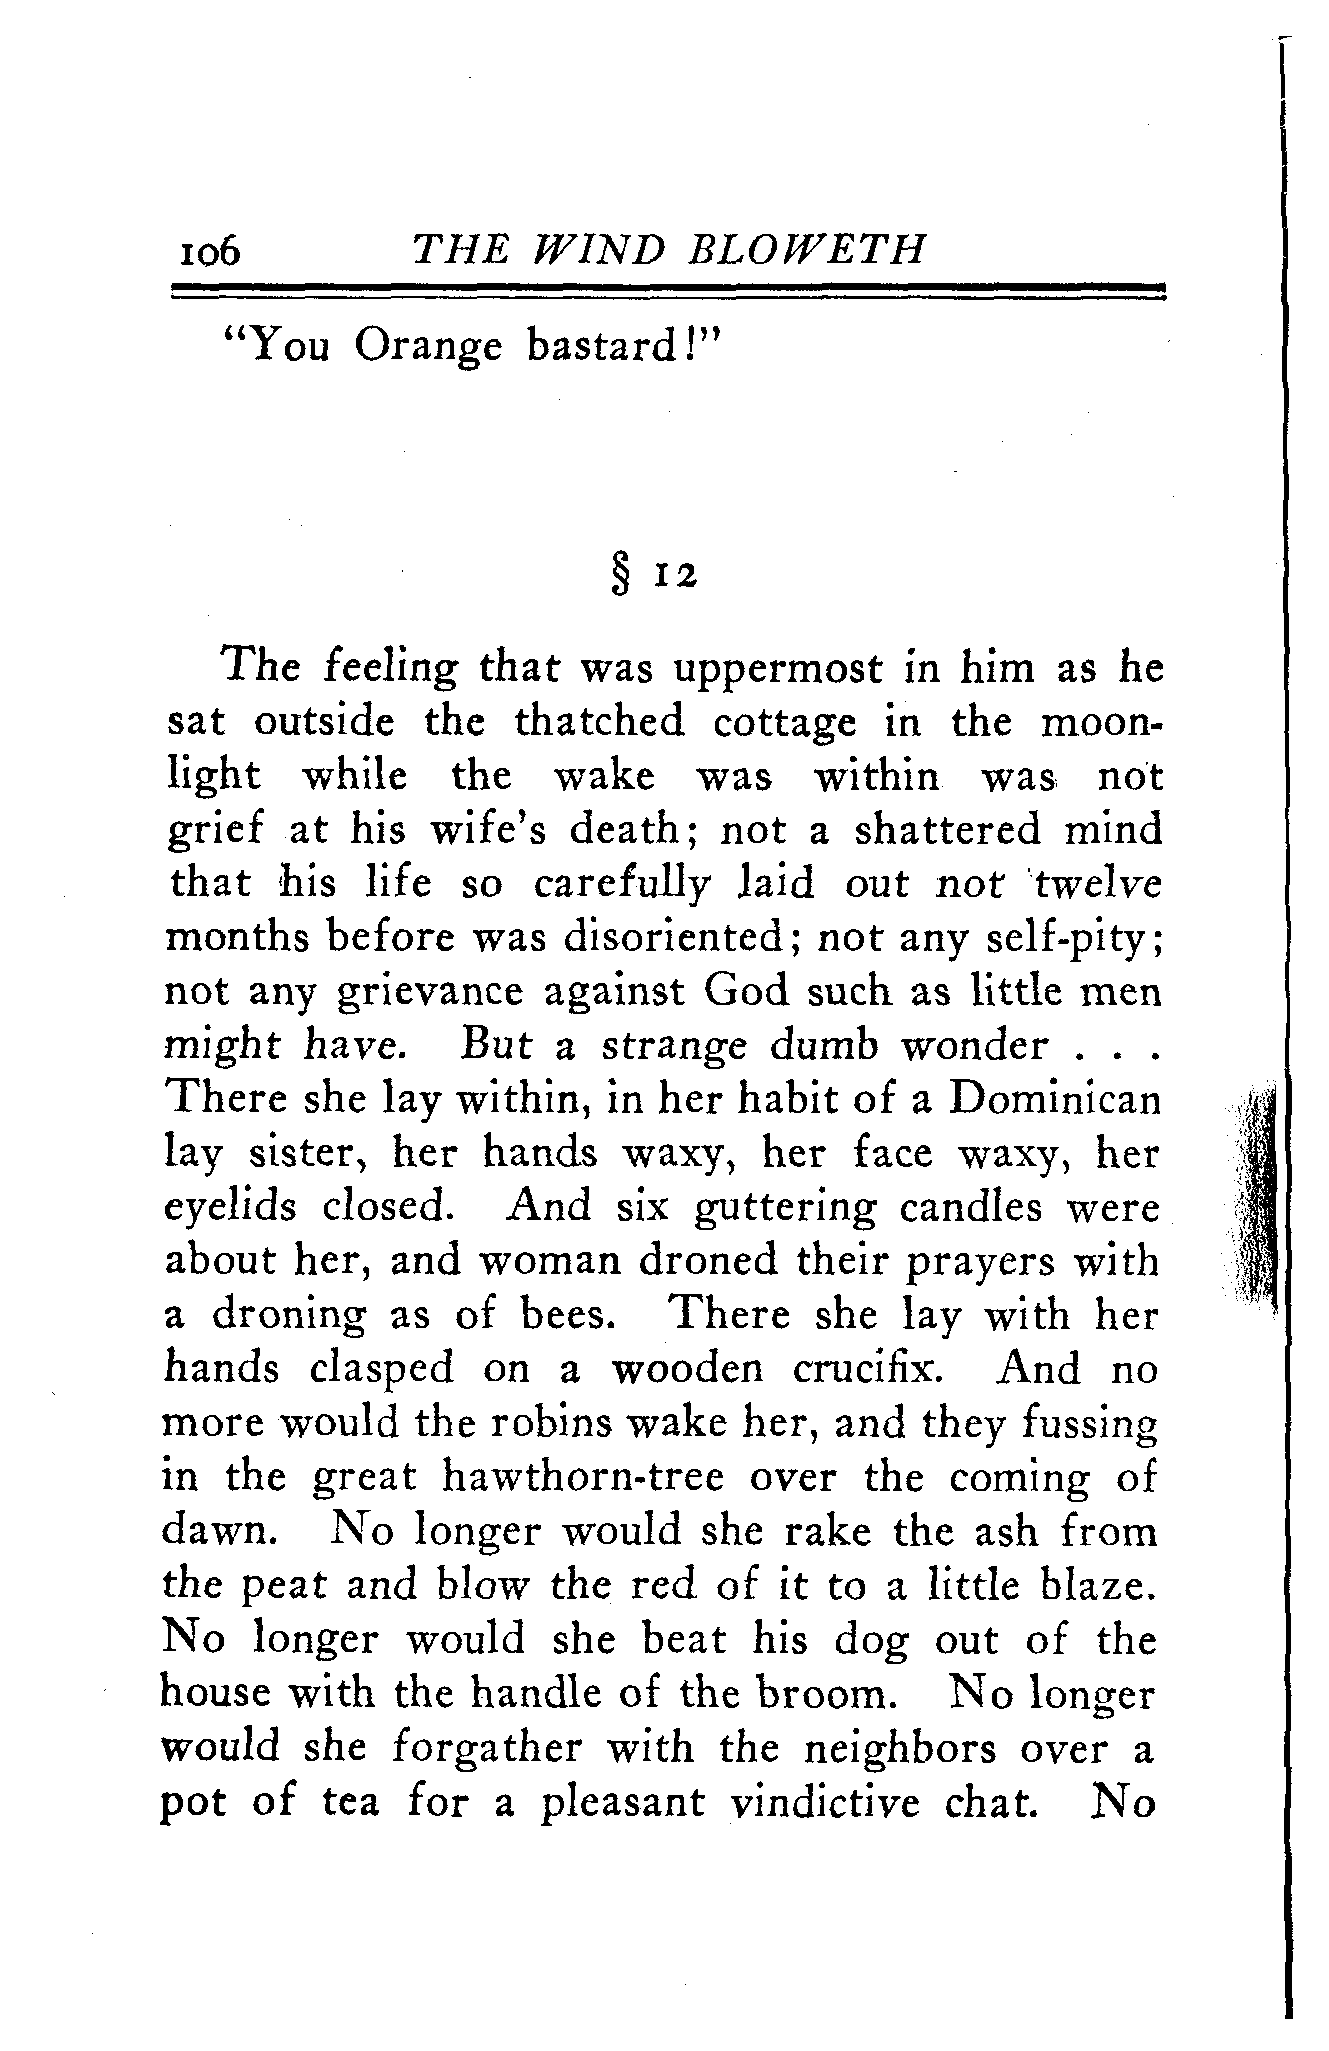 106 THE WIND BLOWETH
"You Orange bastard!"
§ 12
The feeling that was uppermost in him as he
sat outside the thatched cottage in the moon-
light while the wake was within was not
grief at his wife's death; not a shattered mind
that his life so carefully laid out not twelve
months before was disoriented; not any self-pity;
not any grievance against God such as little men
might have. But a strange dumb wonder . . .
There she lay within, in her habit of a Dominican
lay sister, her hands waxy, her face waxy, her
eyelids closed. And six guttering candles were
about her, and woman droned their prayers with
a droning as of bees. There she lay with her
hands clasped on a wooden crucifix. And no
more would the robins wake her, and they fussing
in the great hawthorn-tree over the coming of
dawn. No longer would she rake the ash from
the peat and blow the red of it to a little blaze.
No longer would she beat his dog out of the
house with the handle of the broom. No longer
would she forgather with the neighbors over a
pot of tea for a pleasant vindictive chat. No